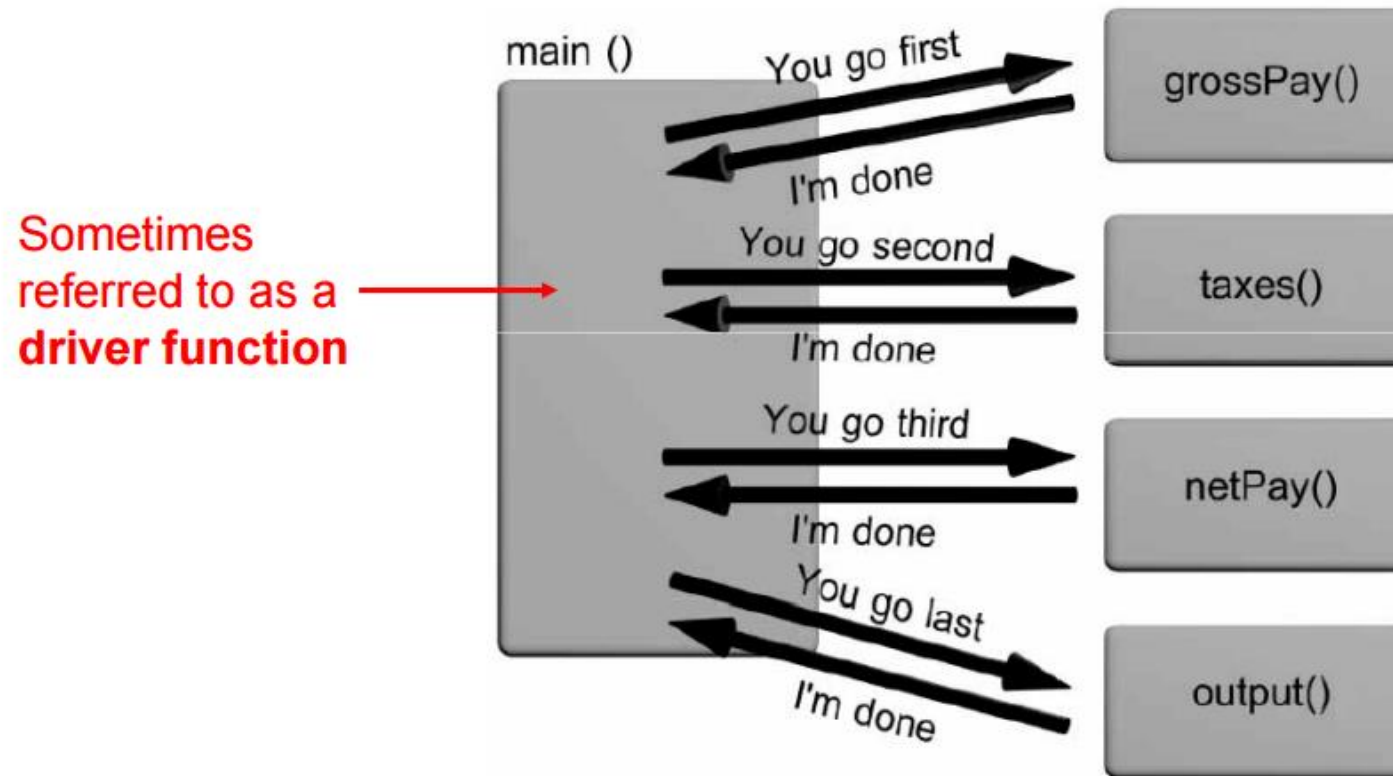 main ()
You go first
grossPay()
I'm done
Sometimes
referred to as a
driver function
You go second
taxes()
I'm done
You go third
netPay()
I'm done
You go last
output()
I'm done